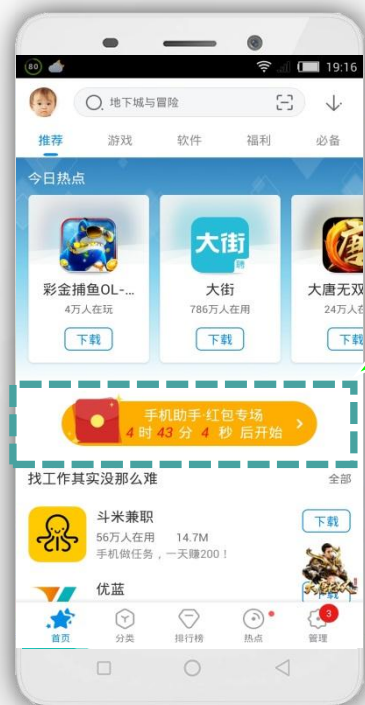 80
19:16
地下城与冒险
推荐 游戏 软件 福利 必备
今日热点
大街
彩金捕鱼OL-...
4万人在玩
下载
大街
786万人在用
下载
大唐无双
24万人在
下载
手机助手·红包专场
4 时 43 分 4 秒 后开始
找工作其实没那么难 全部
斗米兼职
56万人在用 14.7M
手机做任务，一天赚200！
下载
优蓝
3
首页 分类 排行榜 热点 管理